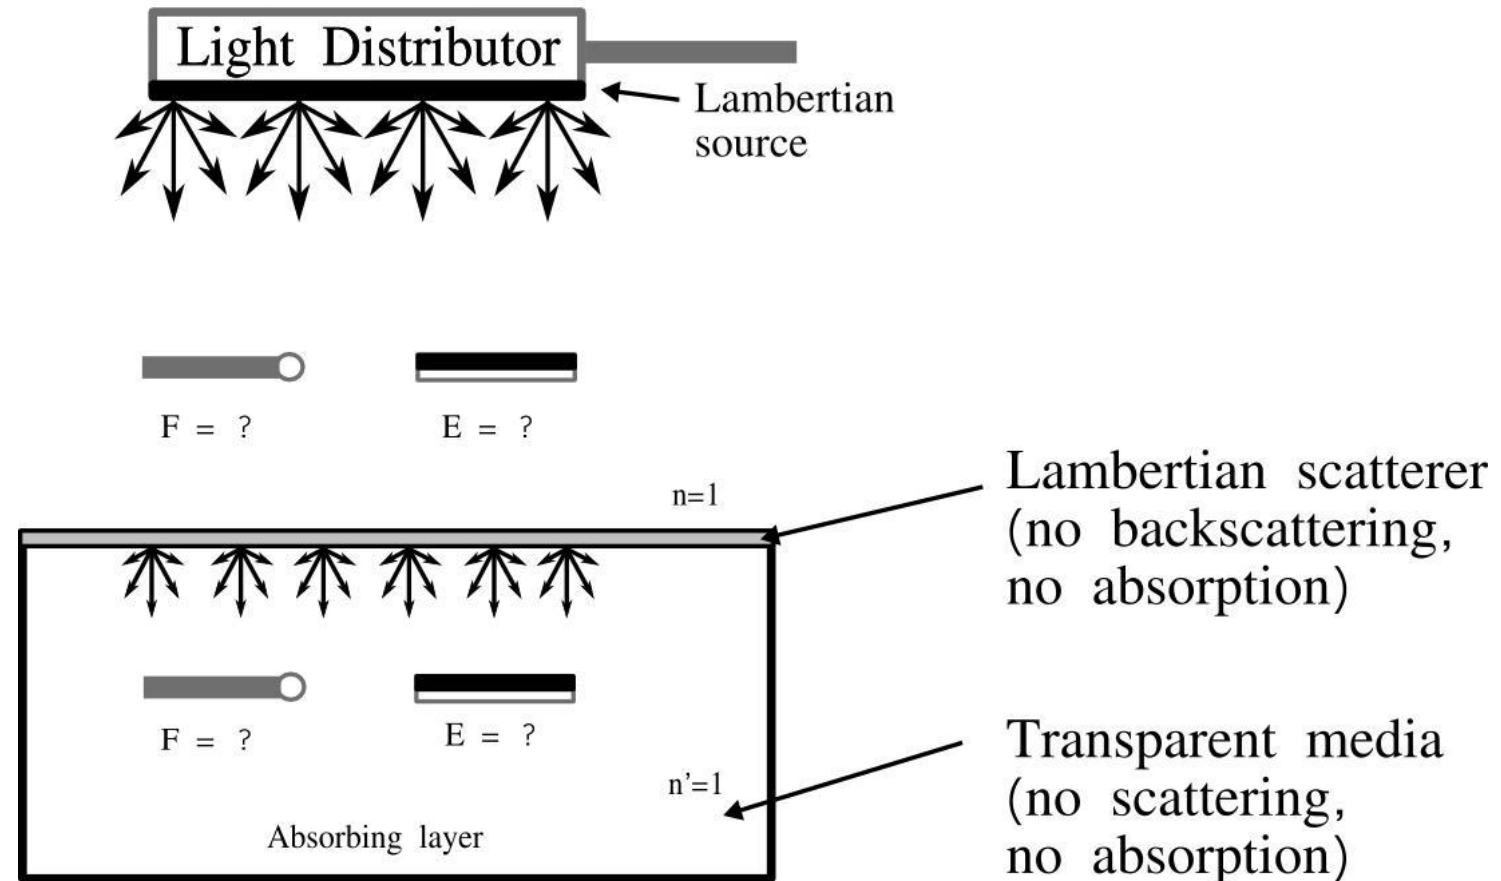 Light Distributor
Lambertian
source
F = ?
E = ?
n=1
Lambertian scatterer
(no backscattering,
no absorption)
F = ?
E = ?
n'=1
Transparent media
(no scattering,
no absorption)
Absorbing layer